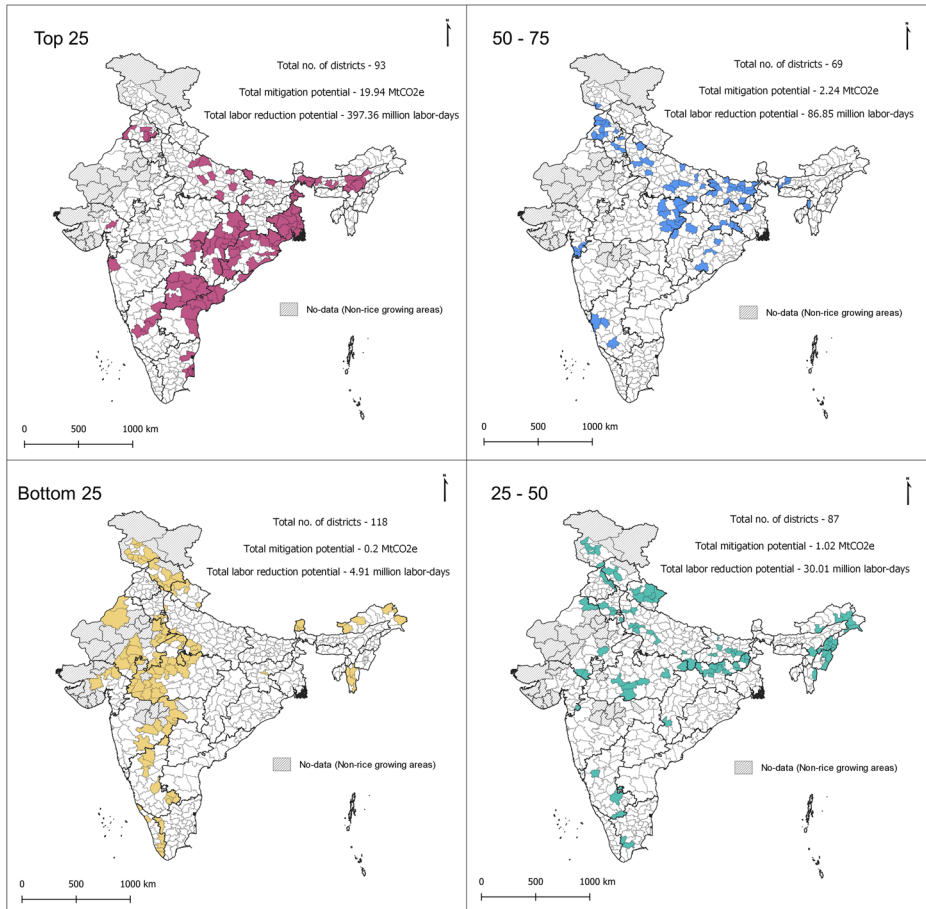 Top 25
N
Total no. of districts - 93
Total mitigation potential - 19.94 MtCO2e
Total labor reduction potential - 397.36 million labor-days
No-data (Non-rice growing areas)
0 500 1000 km
50 - 75
N
Total no. of districts - 69
Total mitigation potential - 2.24 MtCO2e
Total labor reduction potential - 86.85 million labor-days
No-data (Non-rice growing areas)
0 500 1000 km
Bottom 25
N
Total no. of districts - 118
Total mitigation potential - 0.2 MtCO2e
Total labor reduction potential - 4.91 million labor-days
No-data (Non-rice growing areas)
0 500 1000 km
25 - 50
N
Total no. of districts - 87
Total mitigation potential - 1.02 MtCO2e
Total labor reduction potential - 30.01 million labor-days
No-data (Non-rice growing areas)
0 500 1000 km